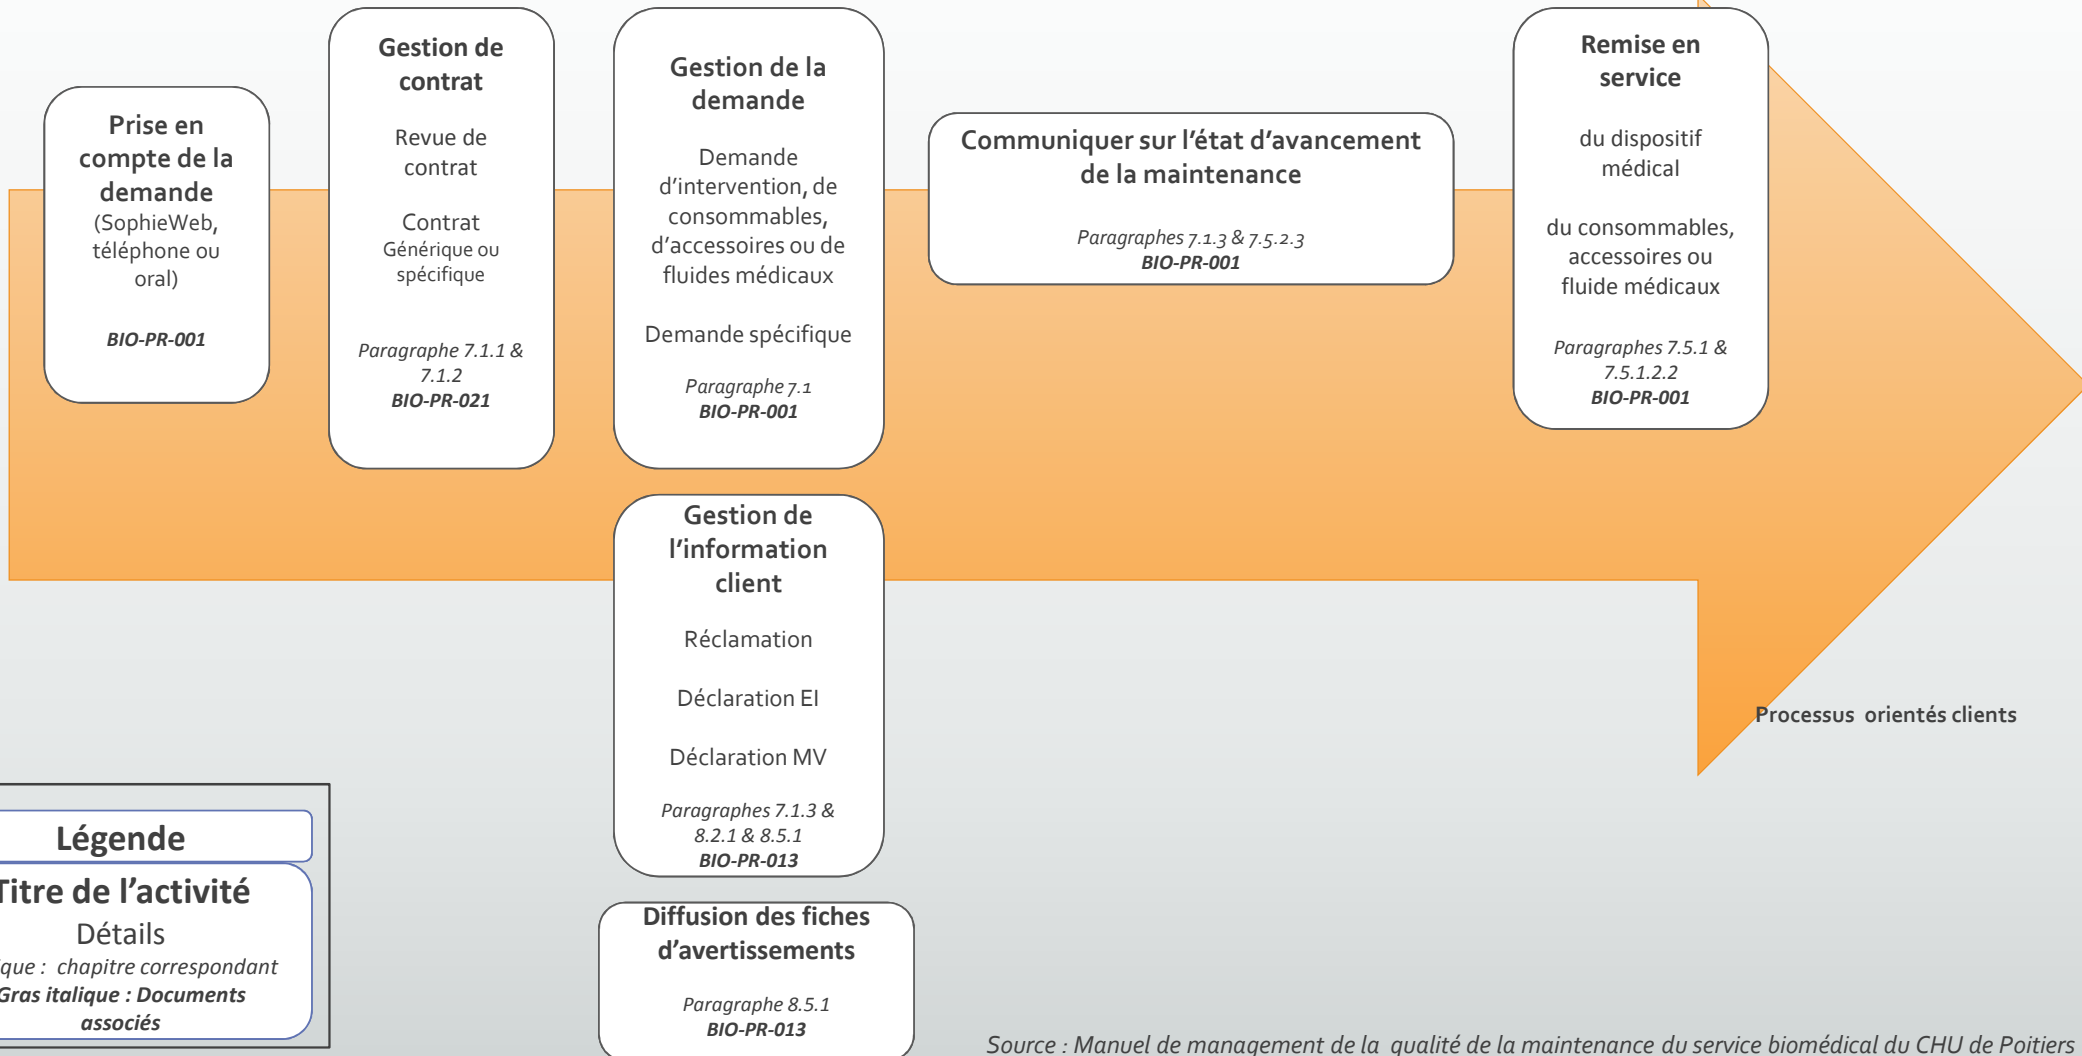 Prise en
compte de la
demande
(SophieWeb,
téléphone ou
oral)
BIO-PR-001
Gestion de
contrat
Revue de
contrat
Contrat
Générique ou
spécifique
Paragraphe 7.1.1 &
7.1.2
BIO-PR-021
Gestion de la
demande
Demande
d'intervention, de
consommables,
d'accessoires ou de
fluides médicaux
Demande spécifique
Paragraphe 7.1
BIO-PR-001
Communiquer sur l'état d'avancement
de la maintenance
Paragraphes 7.1.3 & 7.5.2.3
BIO-PR-001
Remise en
service
du dispositif
médical
du consommables,
accessoires ou
fluide médicaux
Paragraphes 7.5.1 &
7.5.1.2.2
BIO-PR-001
Gestion de
l'information
client
Réclamation
Déclaration EI
Déclaration MV
Paragraphes 7.1.3 &
8.2.1 & 8.5.1
BIO-PR-013
Diffusion des fiches
d'avertissements
Paragraphe 8.5.1
BIO-PR-013
Processus orientés clients
Légende
Titre de l'activité
Détails
que : chapitre correspondant
Gras italique : Documents
associés
Source : Manuel de management de la qualité de la maintenance du service biomédical du CHU de Poitiers